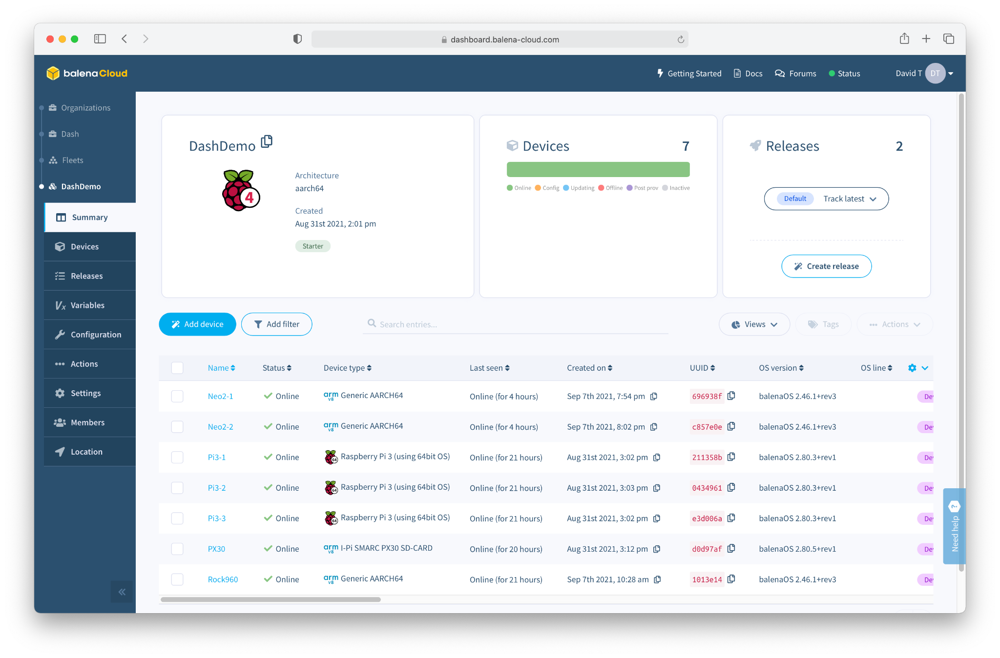 dashboard.balena-cloud.com
balenaCloud
Getting Started
Docs
Forums
Status
David T
DT
Organizations
Dash
Fleets
DashDemo
Summary
Devices
Releases
Variables
Configuration
Actions
Settings
Members
Location
DashDemo
4
Architecture
aarch64
Created
Aug 31st 2021, 2:01 pm
Starter
Devices 7
Online Config Updating Offline Post prov Inactive
Releases 2
Default Track latest
Create release
Add device
Add filter
Search entries...
Views
Tags
Actions
Name Status Device type Last seen Created on UUID OS version OS line
Neo2-1 Online arm v8 Generic AARCH64 Online (for 4 hours) Sep 7th 2021, 7:54 pm 696938f balenaOS 2.46.1+rev3 De
Neo2-2 Online arm v8 Generic AARCH64 Online (for 4 hours) Sep 7th 2021, 8:02 pm c857e0e balenaOS 2.46.1+rev3 De
Pi3-1 Online 64 Raspberry Pi 3 (using 64bit OS) Online (for 21 hours) Aug 31st 2021, 3:02 pm 211358b balenaOS 2.80.3+rev1 De
Pi3-2 Online 64 Raspberry Pi 3 (using 64bit OS) Online (for 21 hours) Aug 31st 2021, 3:03 pm 0434961 balenaOS 2.80.3+rev1 De
Pi3-3 Online 64 Raspberry Pi 3 (using 64bit OS) Online (for 21 hours) Aug 31st 2021, 3:02 pm e3d006a balenaOS 2.80.3+rev1 De
PX30 Online arm v8 I-Pi SMARC PX30 SD-CARD Online (for 20 hours) Aug 31st 2021, 3:12 pm d0d97af balenaOS 2.80.5+rev1 De
Rock960 Online arm v8 Generic AARCH64 Online (for 21 hours) Sep 7th 2021, 10:28 am 1013e14 balenaOS 2.46.1+rev3 De
Need help